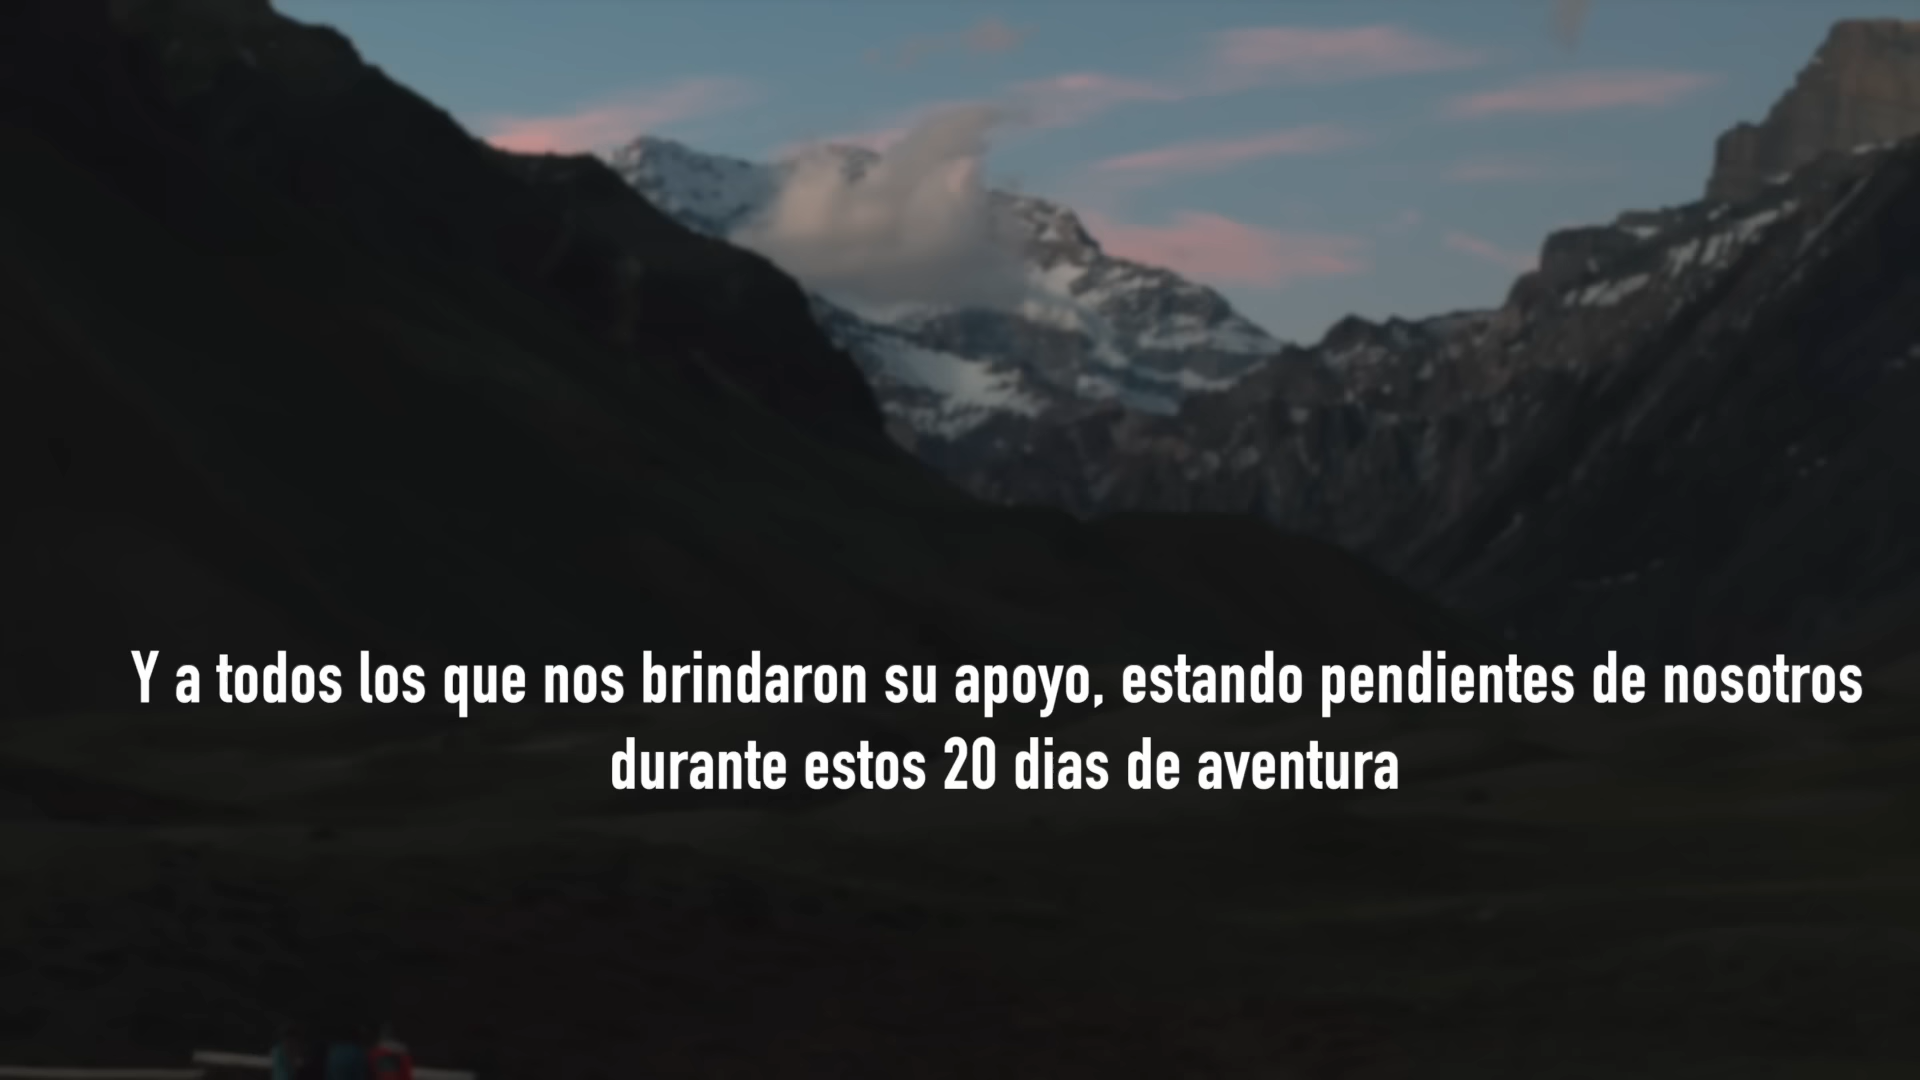 Y a todos los que nos brindaron su apoyo, estando pendientes de nosotros
durante estos 20 dias de aventura